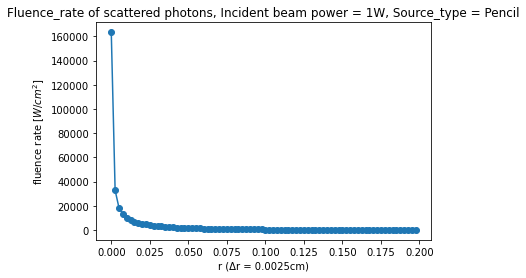 Fluence_rate of scattered photons, Incident beam power = 1W, Source_type = Pencil
160000
140000
120000
100000
80000
60000
40000
20000
0
fluence rate [W/cm²]
0.000 0.025 0.050 0.075 0.100 0.125 0.150 0.175 0.200
r (Δr = 0.0025cm)